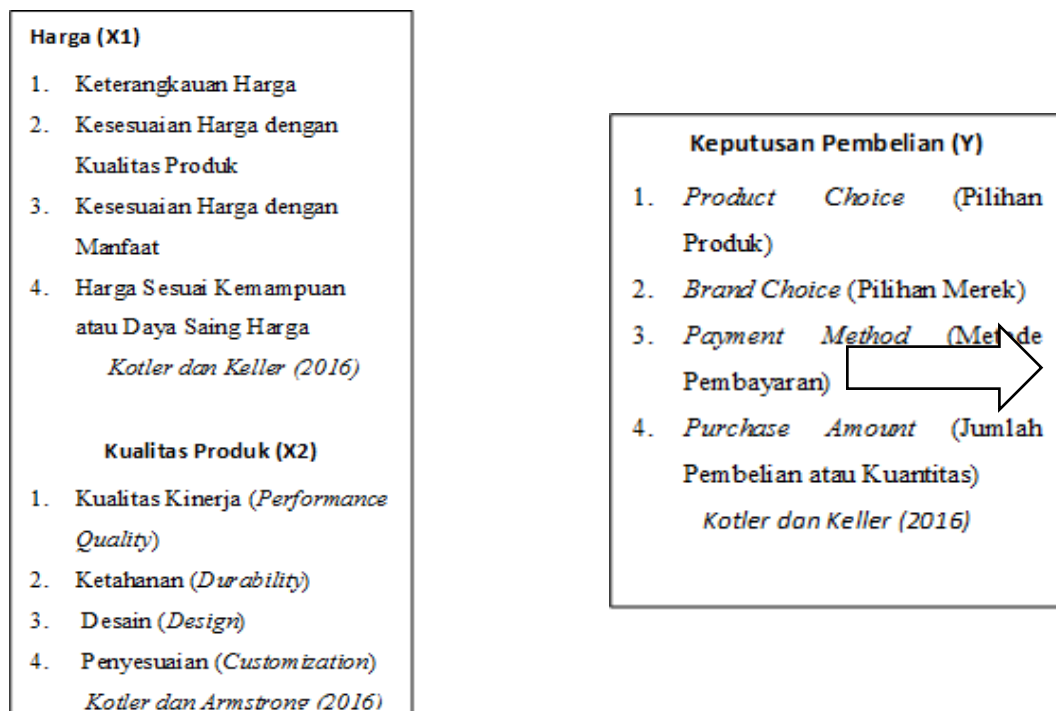 Harga (X1)
1. Keterangkauan Harga
2. Kesesuaian Harga dengan
Kualitas Produk
3. Kesesuaian Harga dengan
Manfaat
4. Harga Sesuai Kemampuan
atau Daya Saing Harga
Kotler dan Keller (2016)
Kualitas Produk (X2)
1. Kualitas Kinerja (Performance
Quality)
2. Ketahanan (Durability)
3. Desain (Design)
4. Penyesuaian (Customization)
Kotler dan Armstrong (2016)
Keputusan Pembelian (Y)
1. Product Choice (Pilihan
Produk)
2. Brand Choice (Pilihan Merek)
3. Payment Method (Metode
Pembayaran)
4. Purchase Amount (Jumlah
Pembelian atau Kuantitas)
Kotler dan Keller (2016)